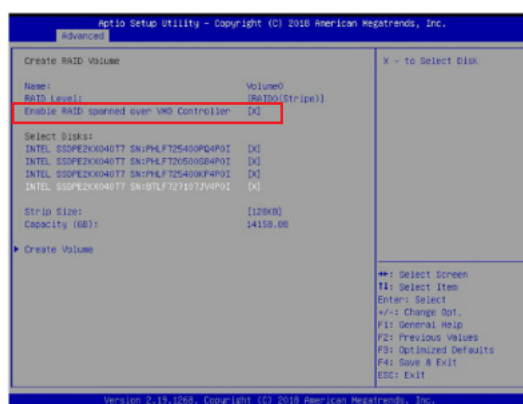 Aptio Setup Utility - Copyright (C) 2018 American Megatrends, Inc.
Advanced
Create RAID Volume
X - to Select Disk
Name: Volume0
RAID Level: [RAID0(Stripe)]
Enable RAID spanned over VMD Controller [X]
Select Disks:
INTEL SSDPE2KX040T7 SN:PHLF725400PQ4P0I [X]
INTEL SSDPE2KX040T7 SN:PHLF720500S84P0I [X]
INTEL SSDPE2KX040T7 SN:PHLF725400KP4P0I [X]
INTEL SSDPE2KX040T7 SN:BTLF727107JV4P0I [X]
Strip Size: [128KB]
Capacity (GB): 14158.08
Create Volume
: Select Screen
↑↓: Select Item
Enter: Select
+/-: Change Opt.
F1: General Help
F2: Previous Values
F3: Optimized Defaults
F4: Save & Exit
ESC: Exit
Version 2.19.1268. Copyright (C) 2018 American Megatrends, Inc.